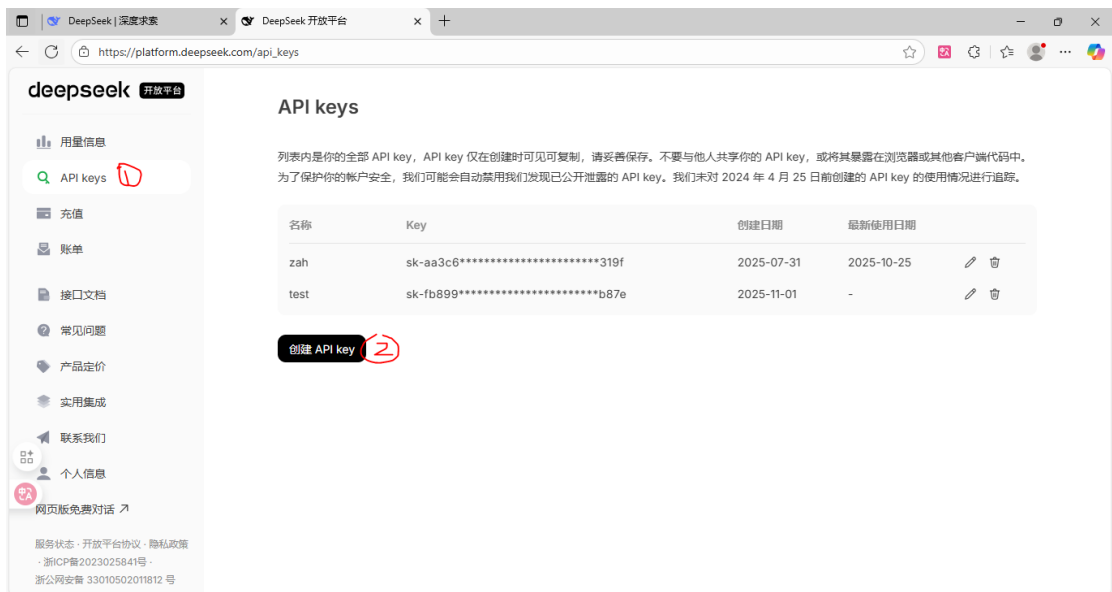 DeepSeek | 深度求索
DeepSeek 开放平台
https://platform.deepseek.com/api_keys
deepseek 开放平台
用量信息
API keys
1
充值
账单
接口文档
常见问题
产品定价
实用集成
联系我们
个人信息
网页版免费对话
服务状态 · 开放平台协议 · 隐私政策
· 浙ICP备2023025841号 ·
浙公网安备 33010502011812 号
API keys
列表内是你的全部 API key，API key 仅在创建时可见可复制，请妥善保存。不要与他人共享你的 API key，或将其暴露在浏览器或其他客户端代码中。
为了保护你的帐户安全，我们可能会自动禁用我们发现已公开泄露的 API key。我们未对 2024 年 4 月 25 日前创建的 API key 的使用情况进行追踪。
名称 Key 创建日期 最新使用日期
zah sk-aa3c6***********************319f 2025-07-31 2025-10-25
test sk-fb899***********************b87e 2025-11-01 -
创建 API key 2